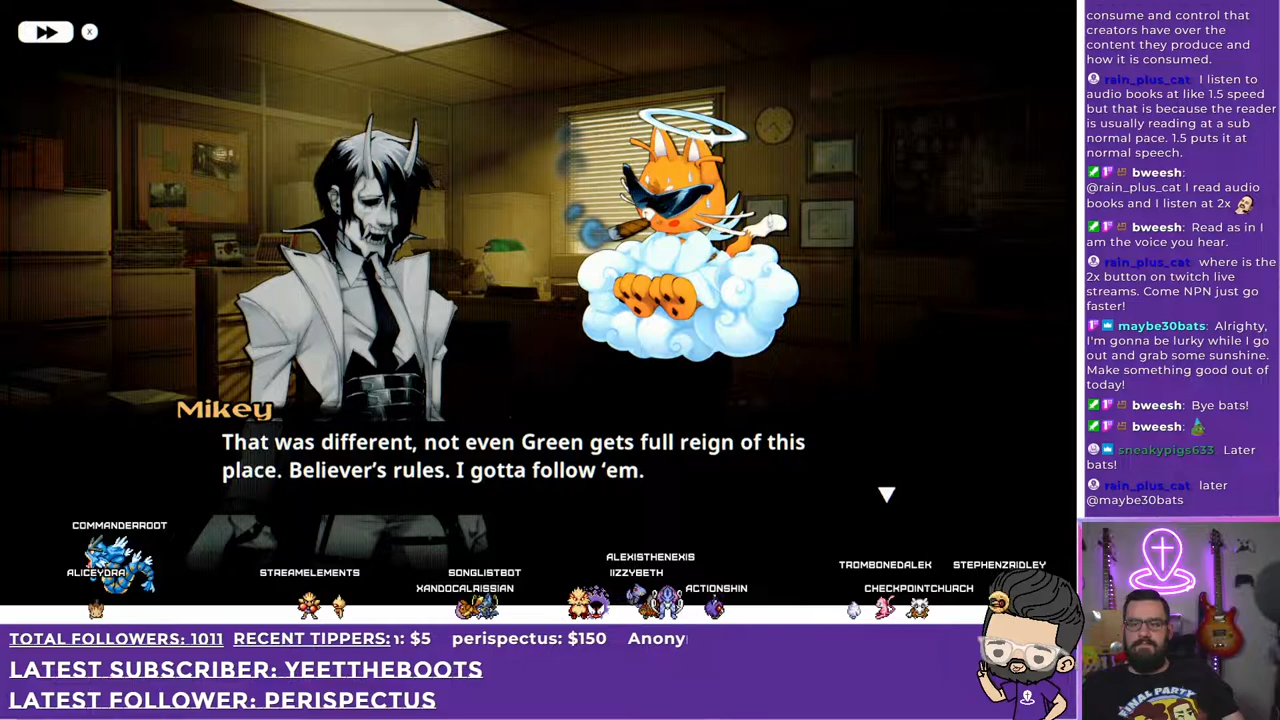 X
Mikey
That was different, not even Green gets full reign of this
place. Believer's rules. I gotta follow 'em.
consume and control that
creators have over the
content they produce and
how it is consumed.
rain_plus_cat: I listen to
audio books at like 1.5 speed
but that is because the reader
is usually reading at a sub
normal pace. 1.5 puts it at
normal speech.
bweesh:
@rain_plus_cat I read audio
books and I listen at 2x
bweesh: Read as in I
am the voice you hear.
rain_plus_cat: where is the
2x button on twitch live
streams. Come NPN just go
faster!
maybe30bats: Alrighty,
I'm gonna be lurky while I go
out and grab some sunshine.
Make something good out of
today!
bweesh: Bye bats!
bweesh:
sneakypigs633: Later
bats!
rain_plus_cat: later
@maybe30bats
COMMANDERROOT
ALICEYDRA
STREAMELEMENTS
SONGLISTBOT
XANDOCALRISSIAN
ALEXISTHENEXIS
IIZZYBETH
ACTIONSHIN
TROMBONEDALEK
STEPHENZRIDLEY
CHECKPOINTCHURCH
TOTAL FOLLOWERS: 1011 RECENT TIPPERS: ): $5 perispectus: $150 Anony
LATEST SUBSCRIBER: YEETTHEBOOTS
LATEST FOLLOWER: PERISPECTUS
FINAL PARTY